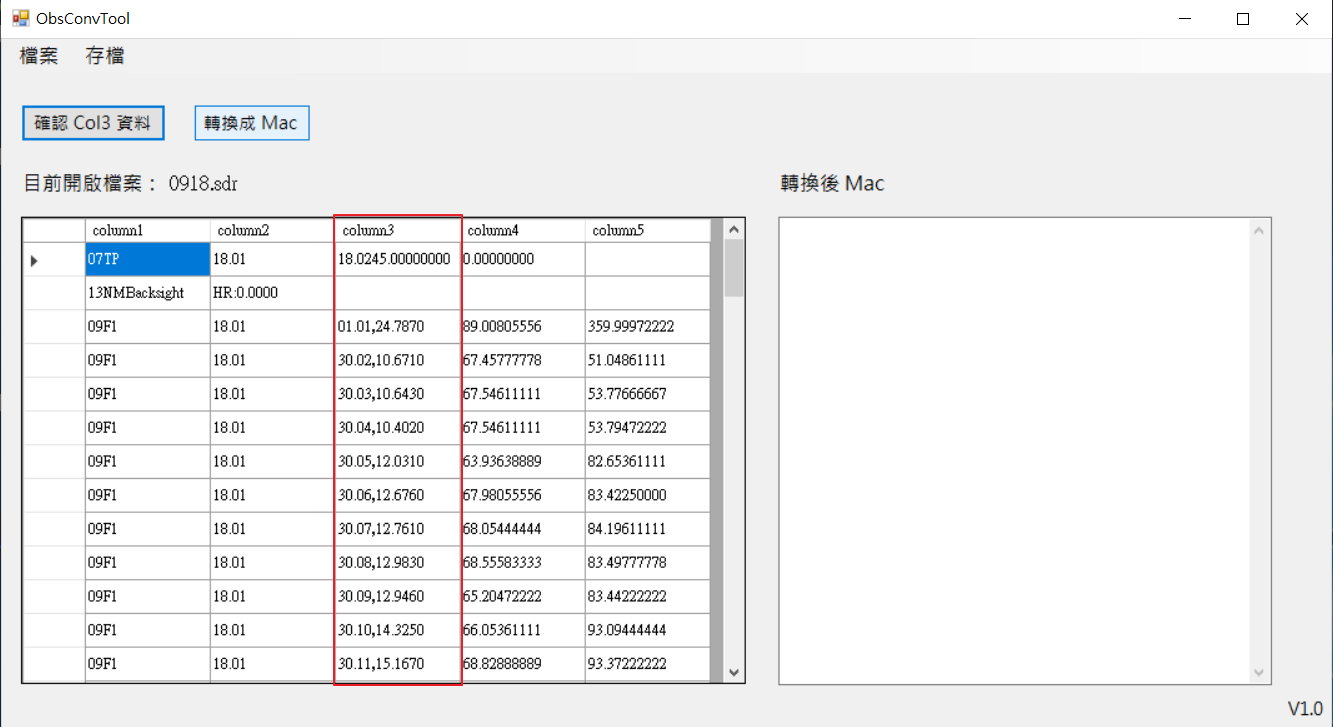 ObsConvTool
檔案 存檔
確認 Col3 資料 轉換成 Mac
目前開啟檔案： 0918.sdr 轉換後 Mac
column1 column2 column3 column4 column5
07TP 18.01 18.0245.00000000 0.00000000
13NMBacksight HR:0.0000
09F1 18.01 01.01,24.7870 89.00805556 359.99972222
09F1 18.01 30.02,10.6710 67.45777778 51.04861111
09F1 18.01 30.03,10.6430 67.54611111 53.77666667
09F1 18.01 30.04,10.4020 67.54611111 53.79472222
09F1 18.01 30.05,12.0310 63.93638889 82.65361111
09F1 18.01 30.06,12.6760 67.98055556 83.42250000
09F1 18.01 30.07,12.7610 68.05444444 84.19611111
09F1 18.01 30.08,12.9830 68.55583333 83.49777778
09F1 18.01 30.09,12.9460 65.20472222 83.44222222
09F1 18.01 30.10,14.3250 66.05361111 93.09444444
09F1 18.01 30.11,15.1670 68.82888889 93.37222222
V1.0